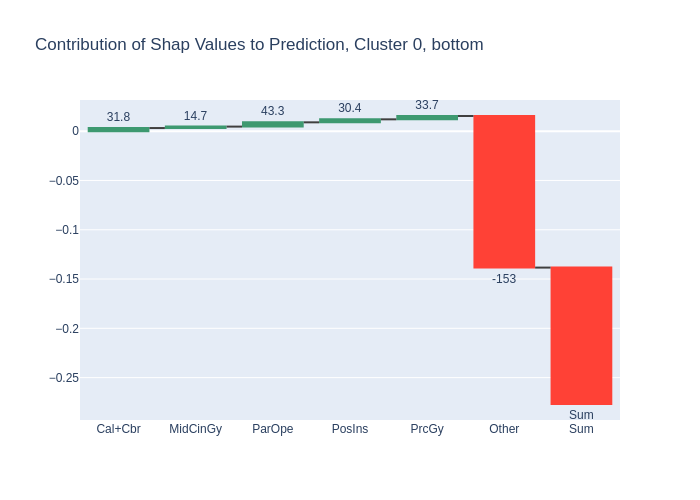 Contribution of Shap Values to Prediction, Cluster 0, bottom
31.8
14.7
43.3
30.4
33.7
-153
Sum
0
−0.05
−0.1
−0.15
−0.2
−0.25
Cal+Cbr
MidCinGy
ParOpe
PosIns
PrcGy
Other
Sum